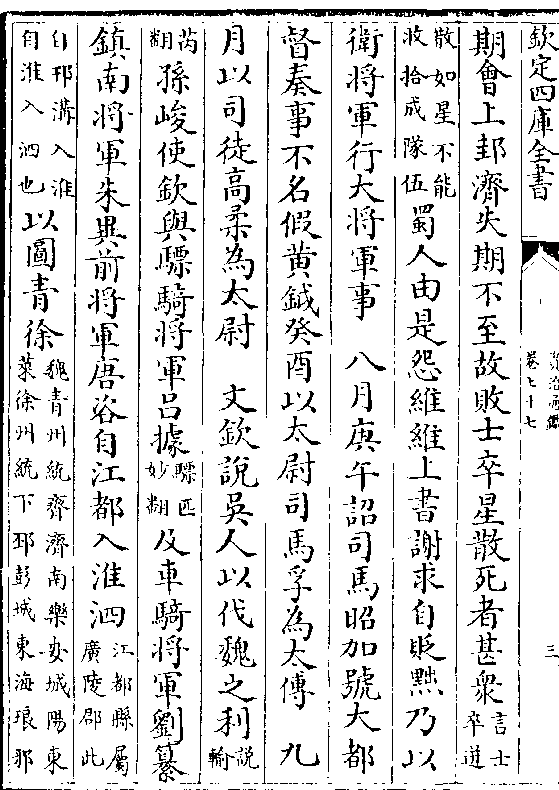 欽定四庫全書
資治通鑑
卷七十七
三
期會上邽濟失期不至故敗士卒星散死者甚衆言士卒迸
散如星不能收拾成隊伍蜀人由是怨維維上書謝求自貶黜乃以
衛將軍行大將軍事 八月庚午詔司馬昭加號大都
督奏事不名假黄鉞癸酉以太尉司馬孚為太傅 九
月以司徒高柔為太尉 文欽說吳人以伐魏之利説輸
芮翻孫峻使欽與驃騎將軍吕據驃匹妙翻及車騎將軍劉纂
鎮南將軍朱異前將軍唐咨自江都入淮泗江都縣屬廣陵郡此
自邗溝入淮自淮入泗也以圖青徐魏青州統齊濟南樂安城陽東萊徐州統下邳彭城東海琅邪